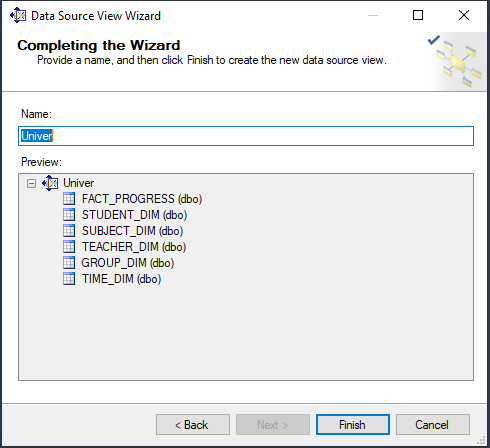 Data Source View Wizard
Completing the Wizard
Provide a name, and then click Finish to create the new data source view.
Name:
Univer
Preview:
Univer
FACT_PROGRESS (dbo)
STUDENT_DIM (dbo)
SUBJECT_DIM (dbo)
TEACHER_DIM (dbo)
GROUP_DIM (dbo)
TIME_DIM (dbo)
< Back
Next >
Finish
Cancel